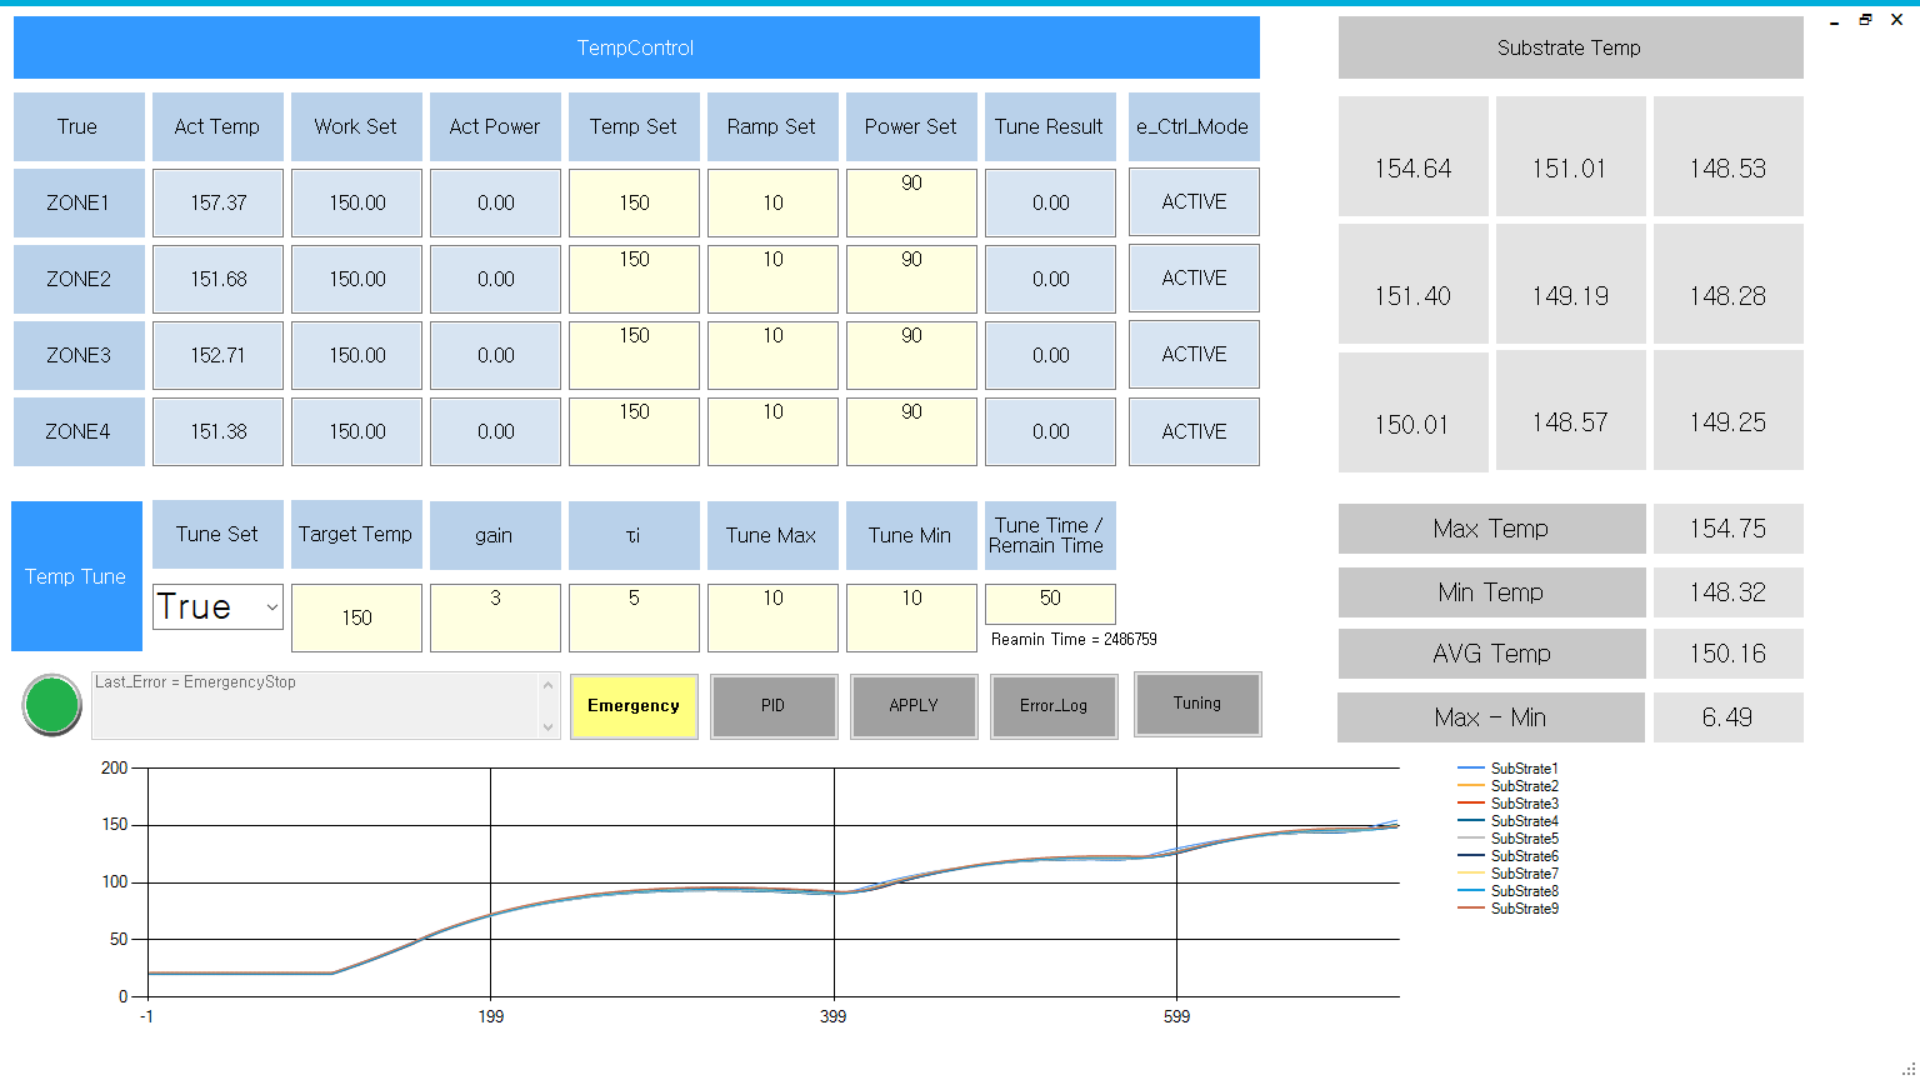 TempControl
Substrate Temp
True Act Temp Work Set Act Power Temp Set Ramp Set Power Set Tune Result e_Ctrl_Mode
ZONE1 157.37 150.00 0.00 150 10 90 0.00 ACTIVE
ZONE2 151.68 150.00 0.00 150 10 90 0.00 ACTIVE
ZONE3 152.71 150.00 0.00 150 10 90 0.00 ACTIVE
ZONE4 151.38 150.00 0.00 150 10 90 0.00 ACTIVE
154.64 151.01 148.53
151.40 149.19 148.28
150.01 148.57 149.25
Temp Tune
Tune Set Target Temp gain τi Tune Max Tune Min Tune Time /
Remain Time
True 150 3 5 10 10 50
Reamin Time = 2486759
Max Temp 154.75
Min Temp 148.32
AVG Temp 150.16
Max - Min 6.49
Last_Error = EmergencyStop
Emergency PID APPLY Error_Log Tuning
200
150
100
50
0
-1 199 399 599
SubStrate1
SubStrate2
SubStrate3
SubStrate4
SubStrate5
SubStrate6
SubStrate7
SubStrate8
SubStrate9